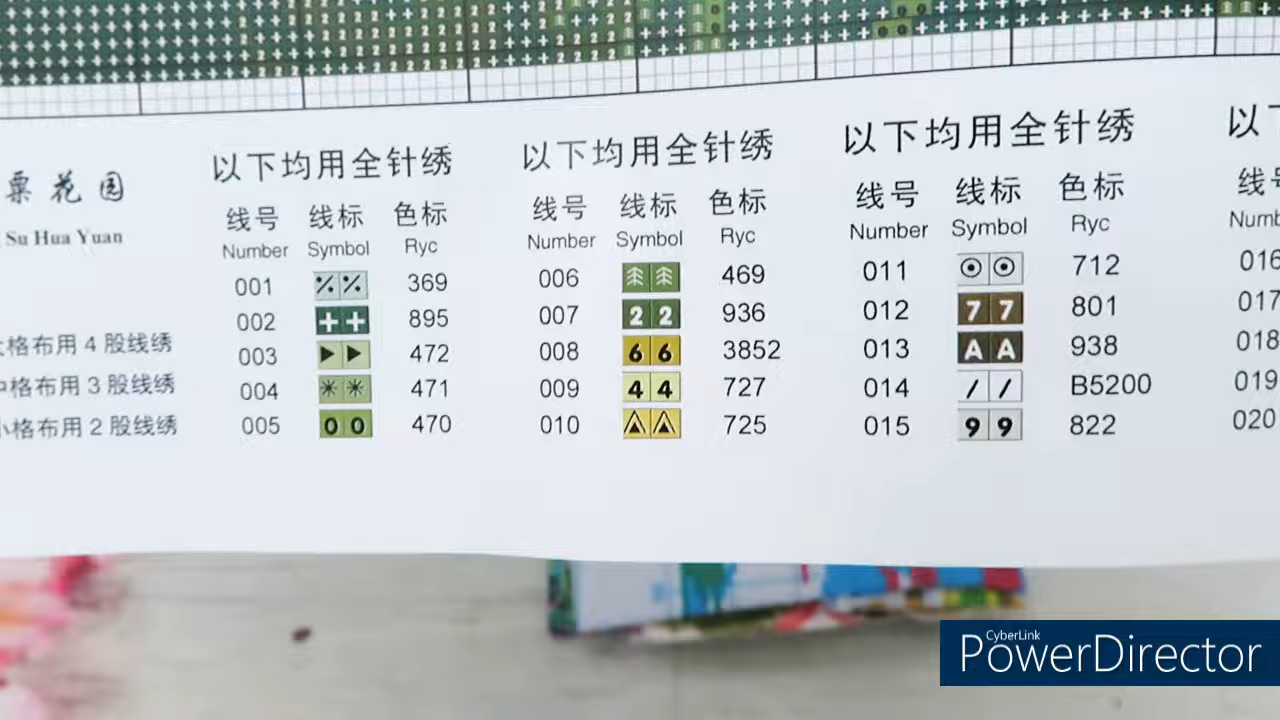 粟花园
Su Hua Yuan
大格布用4股线绣
中格布用3股线绣
小格布用2股线绣
以下均用全针绣
线号 线标 色标
Number Symbol Ryc
001 ٪٪ 369
002 ++ 895
003 ▶▶ 472
004 ✳✳ 471
005 00 470
以下均用全针绣
线号 线标 色标
Number Symbol Ryc
006 469
007 22 936
008 66 3852
009 44 727
010 725
以下均用全针绣
线号 线标 色标
Number Symbol Ryc
011 ⊙⊙ 712
012 77 801
013 AA 938
014 // B5200
015 99 822
以下
线号
Numb
016
017
018
019
020
CyberLink
PowerDirector